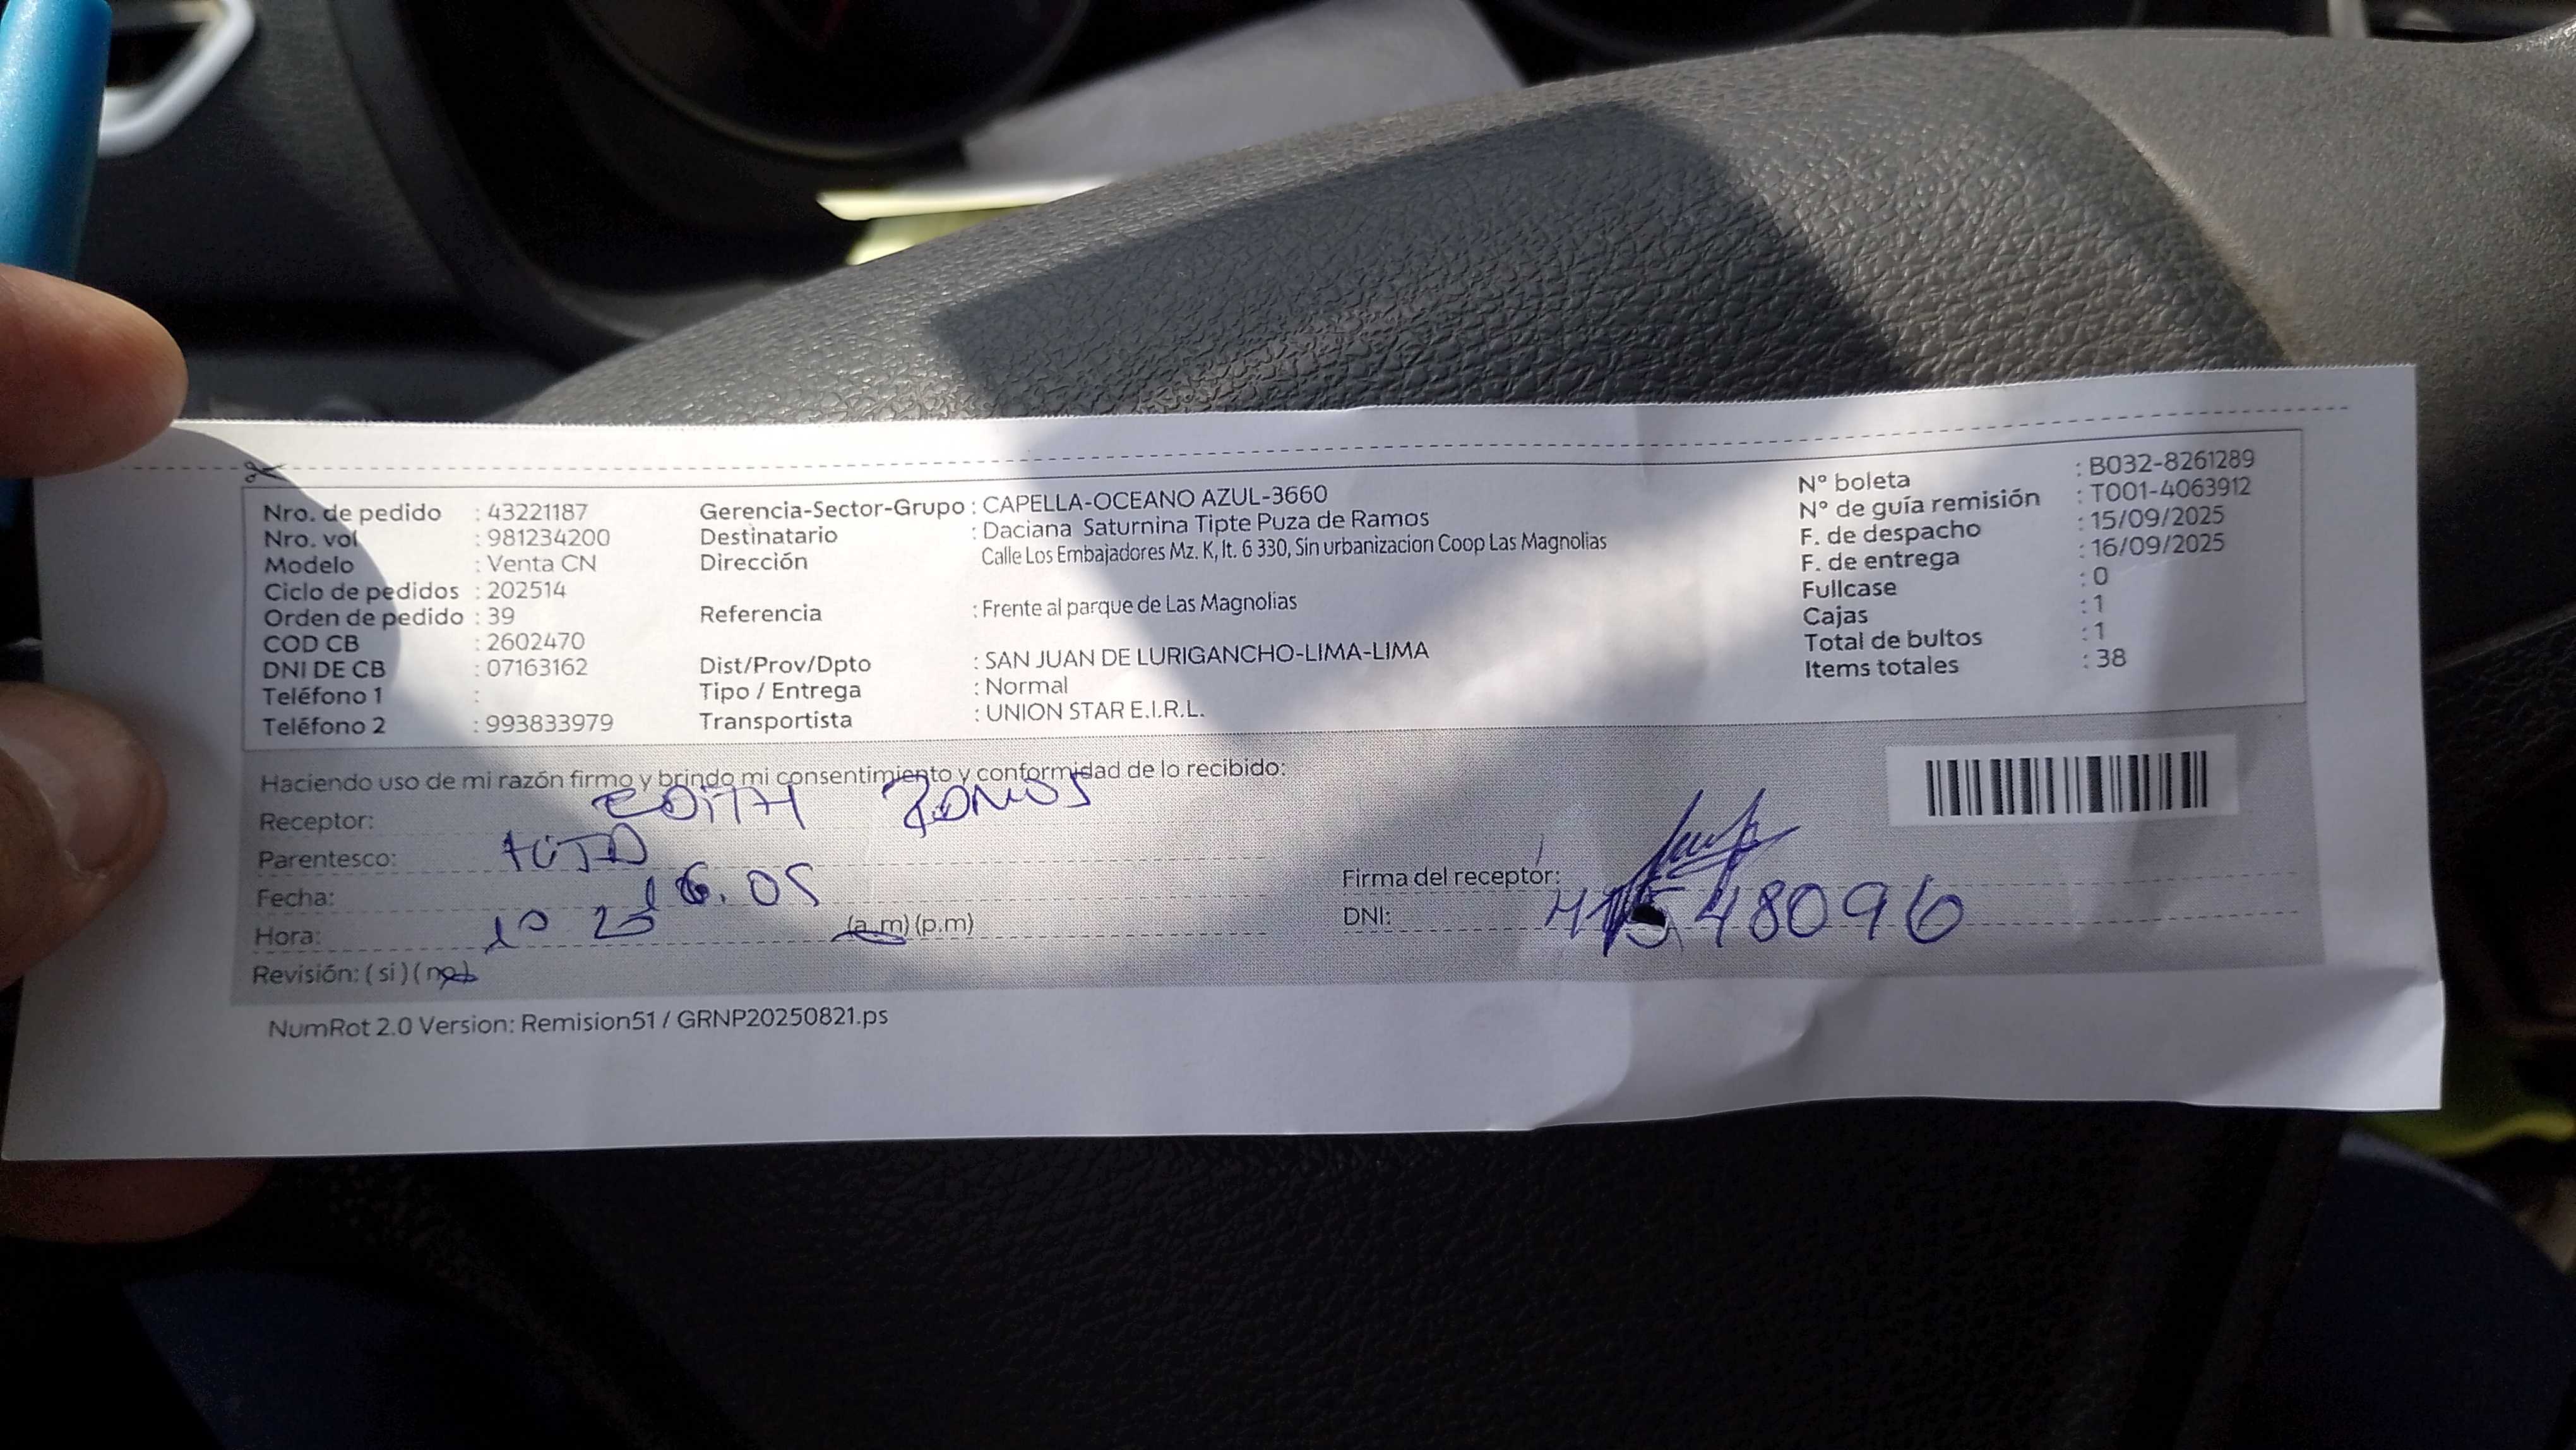 Nro. de pedido : 43221187
Nro. vol : 981234200
Modelo : Venta CN
Ciclo de pedidos : 202514
Orden de pedido : 39
COD CB : 2602470
DNI DE CB : 07163162
Teléfono 1 :
Teléfono 2 : 993833979
Gerencia-Sector-Grupo : CAPELLA-OCEANO AZUL-3660
Destinatario : Daciana Saturnina Tipte Puza de Ramos
Dirección Calle Los Embajadores Mz. K, lt. 6 330, Sin urbanizacion Coop Las Magnolias
Referencia : Frente al parque de Las Magnolias
Dist/Prov/Dpto : SAN JUAN DE LURIGANCHO-LIMA-LIMA
Tipo / Entrega : Normal
Transportista : UNION STAR E.I.R.L.
N° boleta : B032-8261289
N° de guía remisión : T001-4063912
F. de despacho : 15/09/2025
F. de entrega : 16/09/2025
Fullcase : 0
Cajas : 1
Total de bultos : 1
Items totales : 38
Haciendo uso de mi razón firmo y brindo mi consentimiento y conformidad de lo recibido:
Receptor: EDITH
Parentesco:
Fecha: 16.09
Hora: 10 25 (a.m) (p.m)
Revisión: (si) (no)
Firma del receptor:
DNI:
NumRot 2.0 Version: Remision51 / GRNP20250821.ps